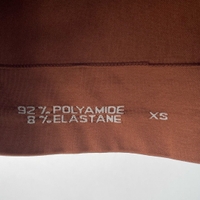 92% POLYAMIDE
8% ELASTANE XS